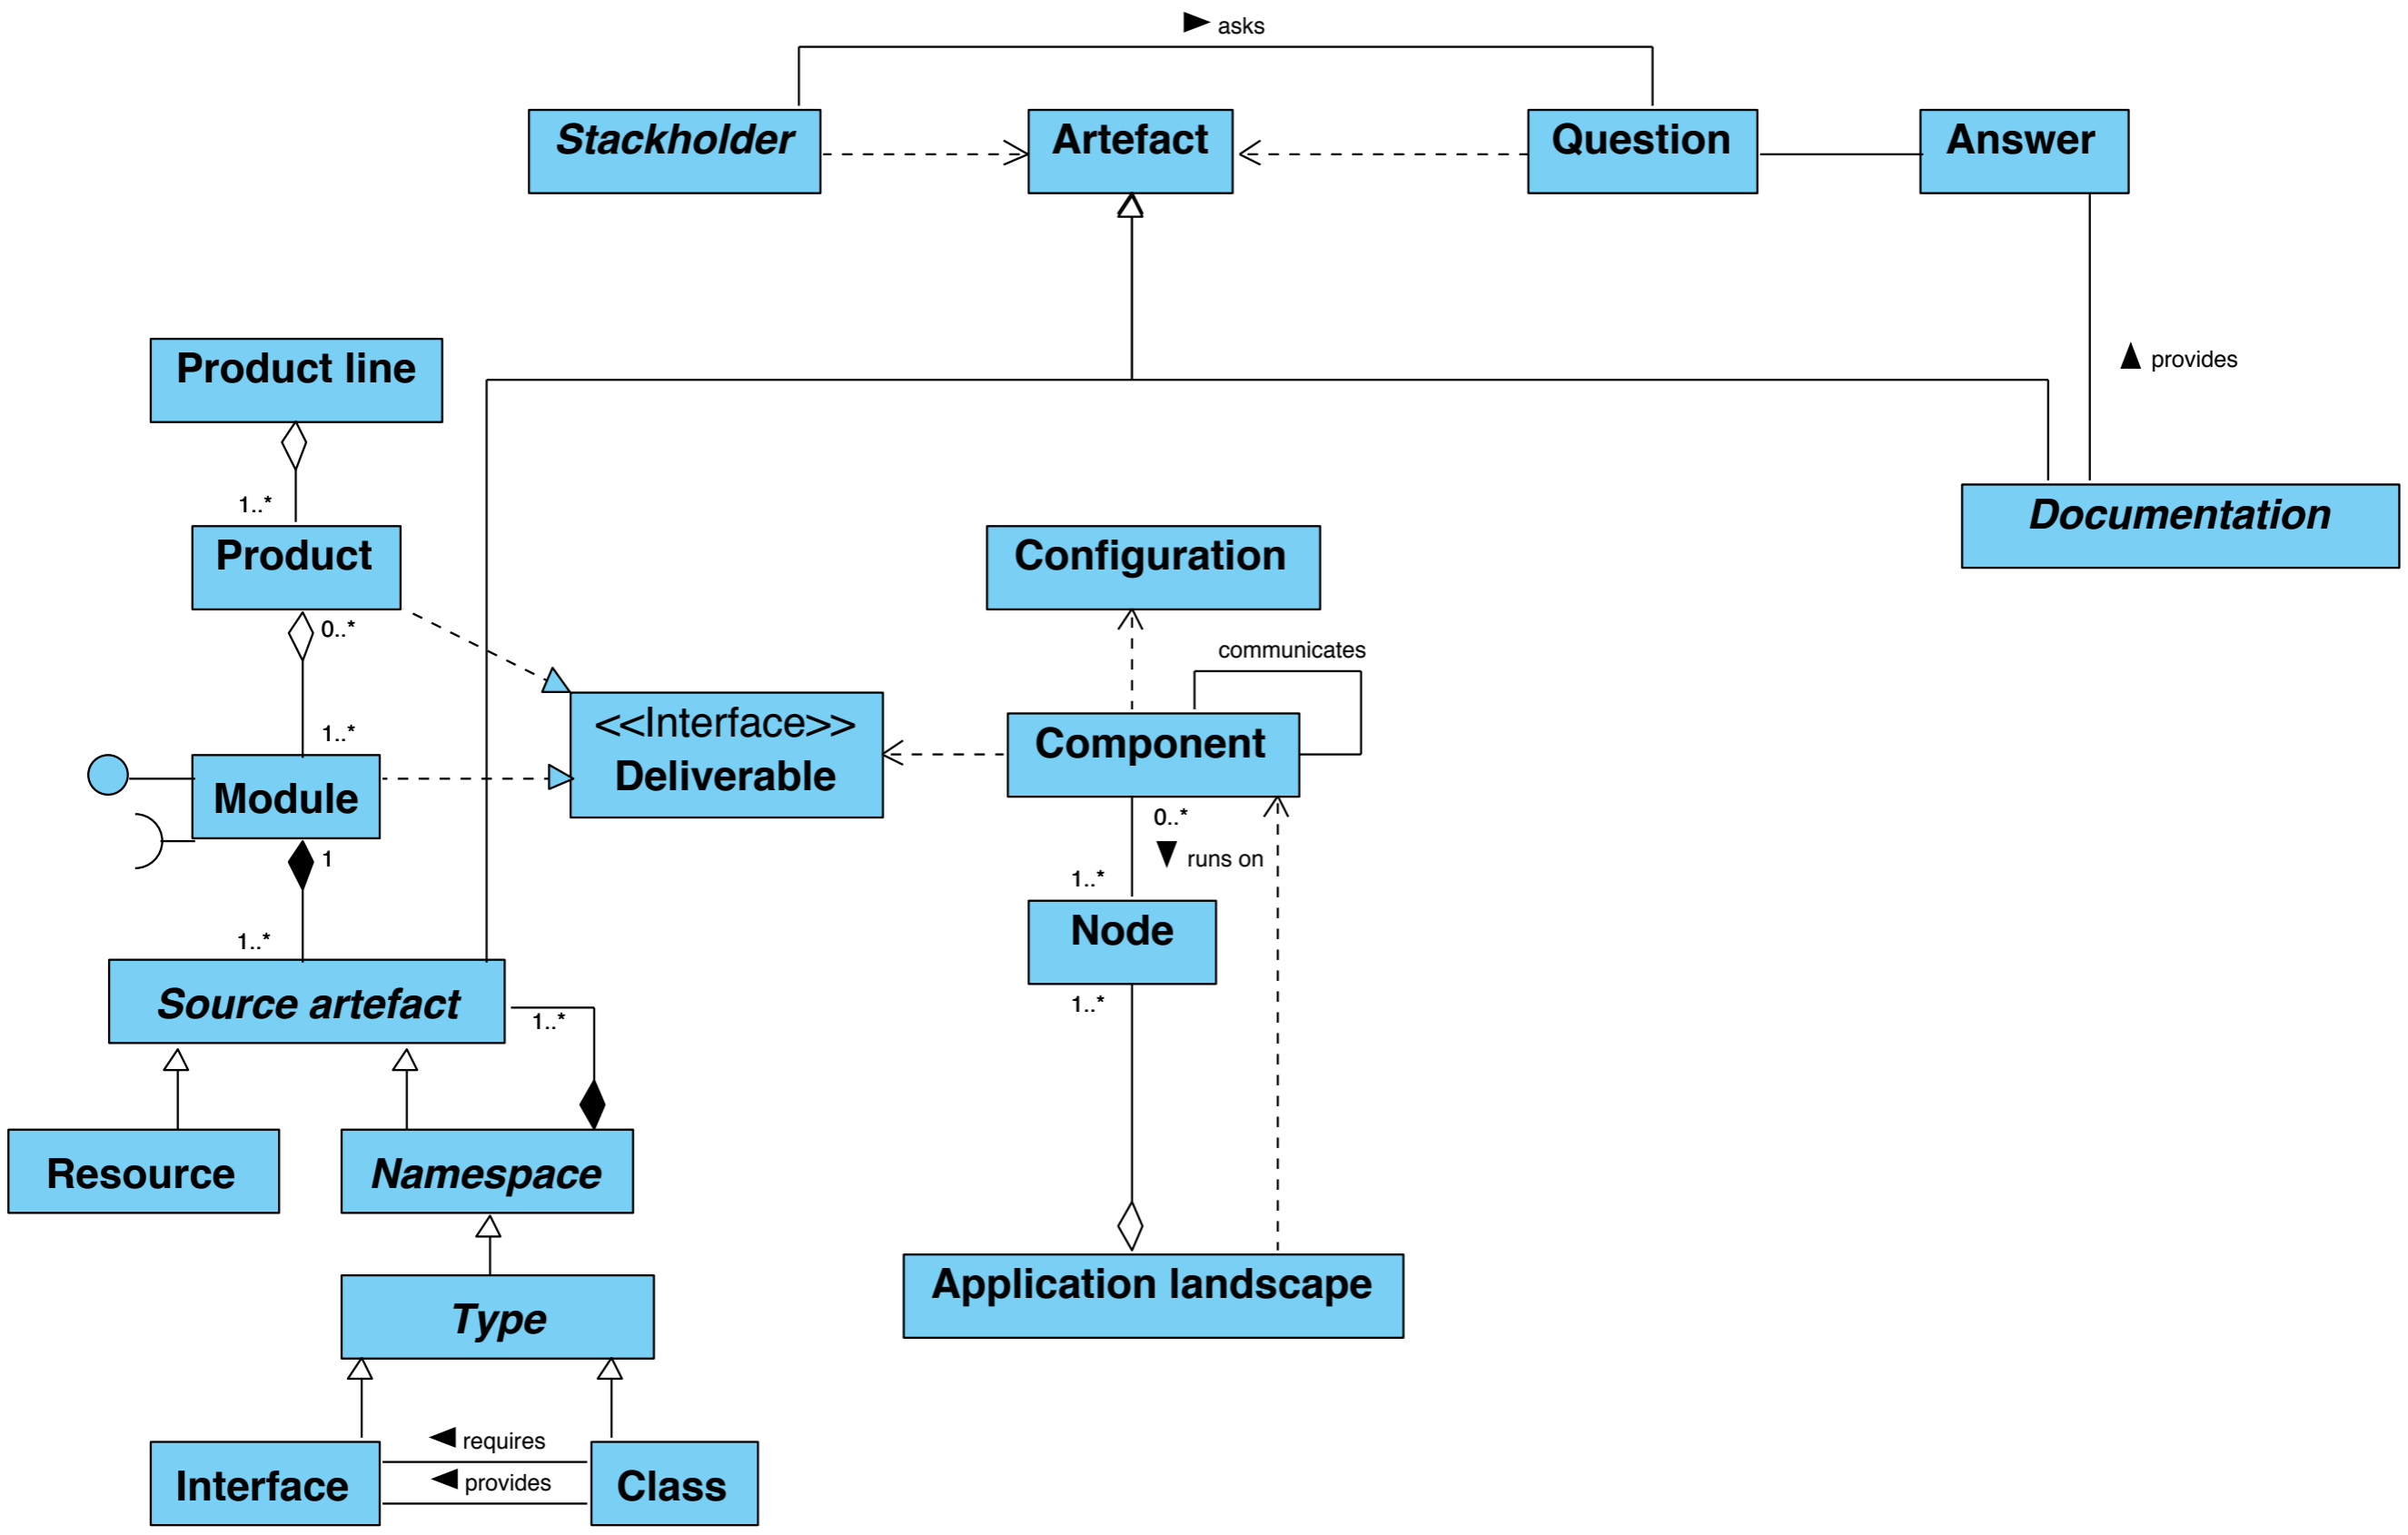 asks
Stackholder
Artefact
Question
Answer
Product line
provides
1..*
Documentation
Product
Configuration
0..*
communicates
<<Interface>>
Deliverable
1..*
Component
Module
0..*
1
runs on
1..*
Node
1..*
Source artefact
1..*
1..*
Resource
Namespace
Application landscape
Type
requires
Interface
provides
Class